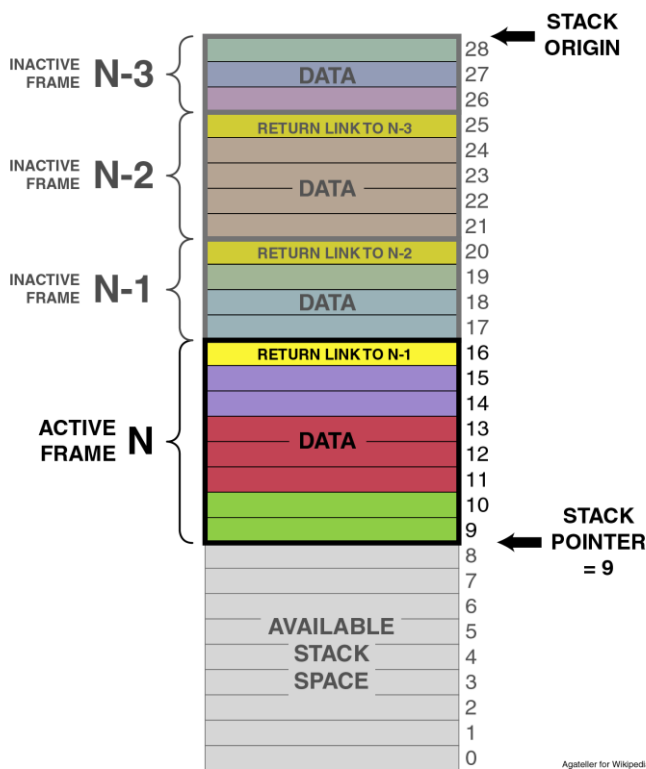 STACK
ORIGIN
28
INACTIVE
FRAME N-3
DATA
27
26
RETURN LINK TO N-3
25
24
INACTIVE
FRAME N-2
DATA
23
22
21
RETURN LINK TO N-2
20
19
INACTIVE
FRAME N-1
DATA
18
17
RETURN LINK TO N-1
16
15
14
ACTIVE
FRAME N
DATA
13
12
11
10
9
STACK
POINTER
= 9
8
7
6
AVAILABLE
STACK
SPACE
5
4
3
2
1
0
Agateller for Wikipedi